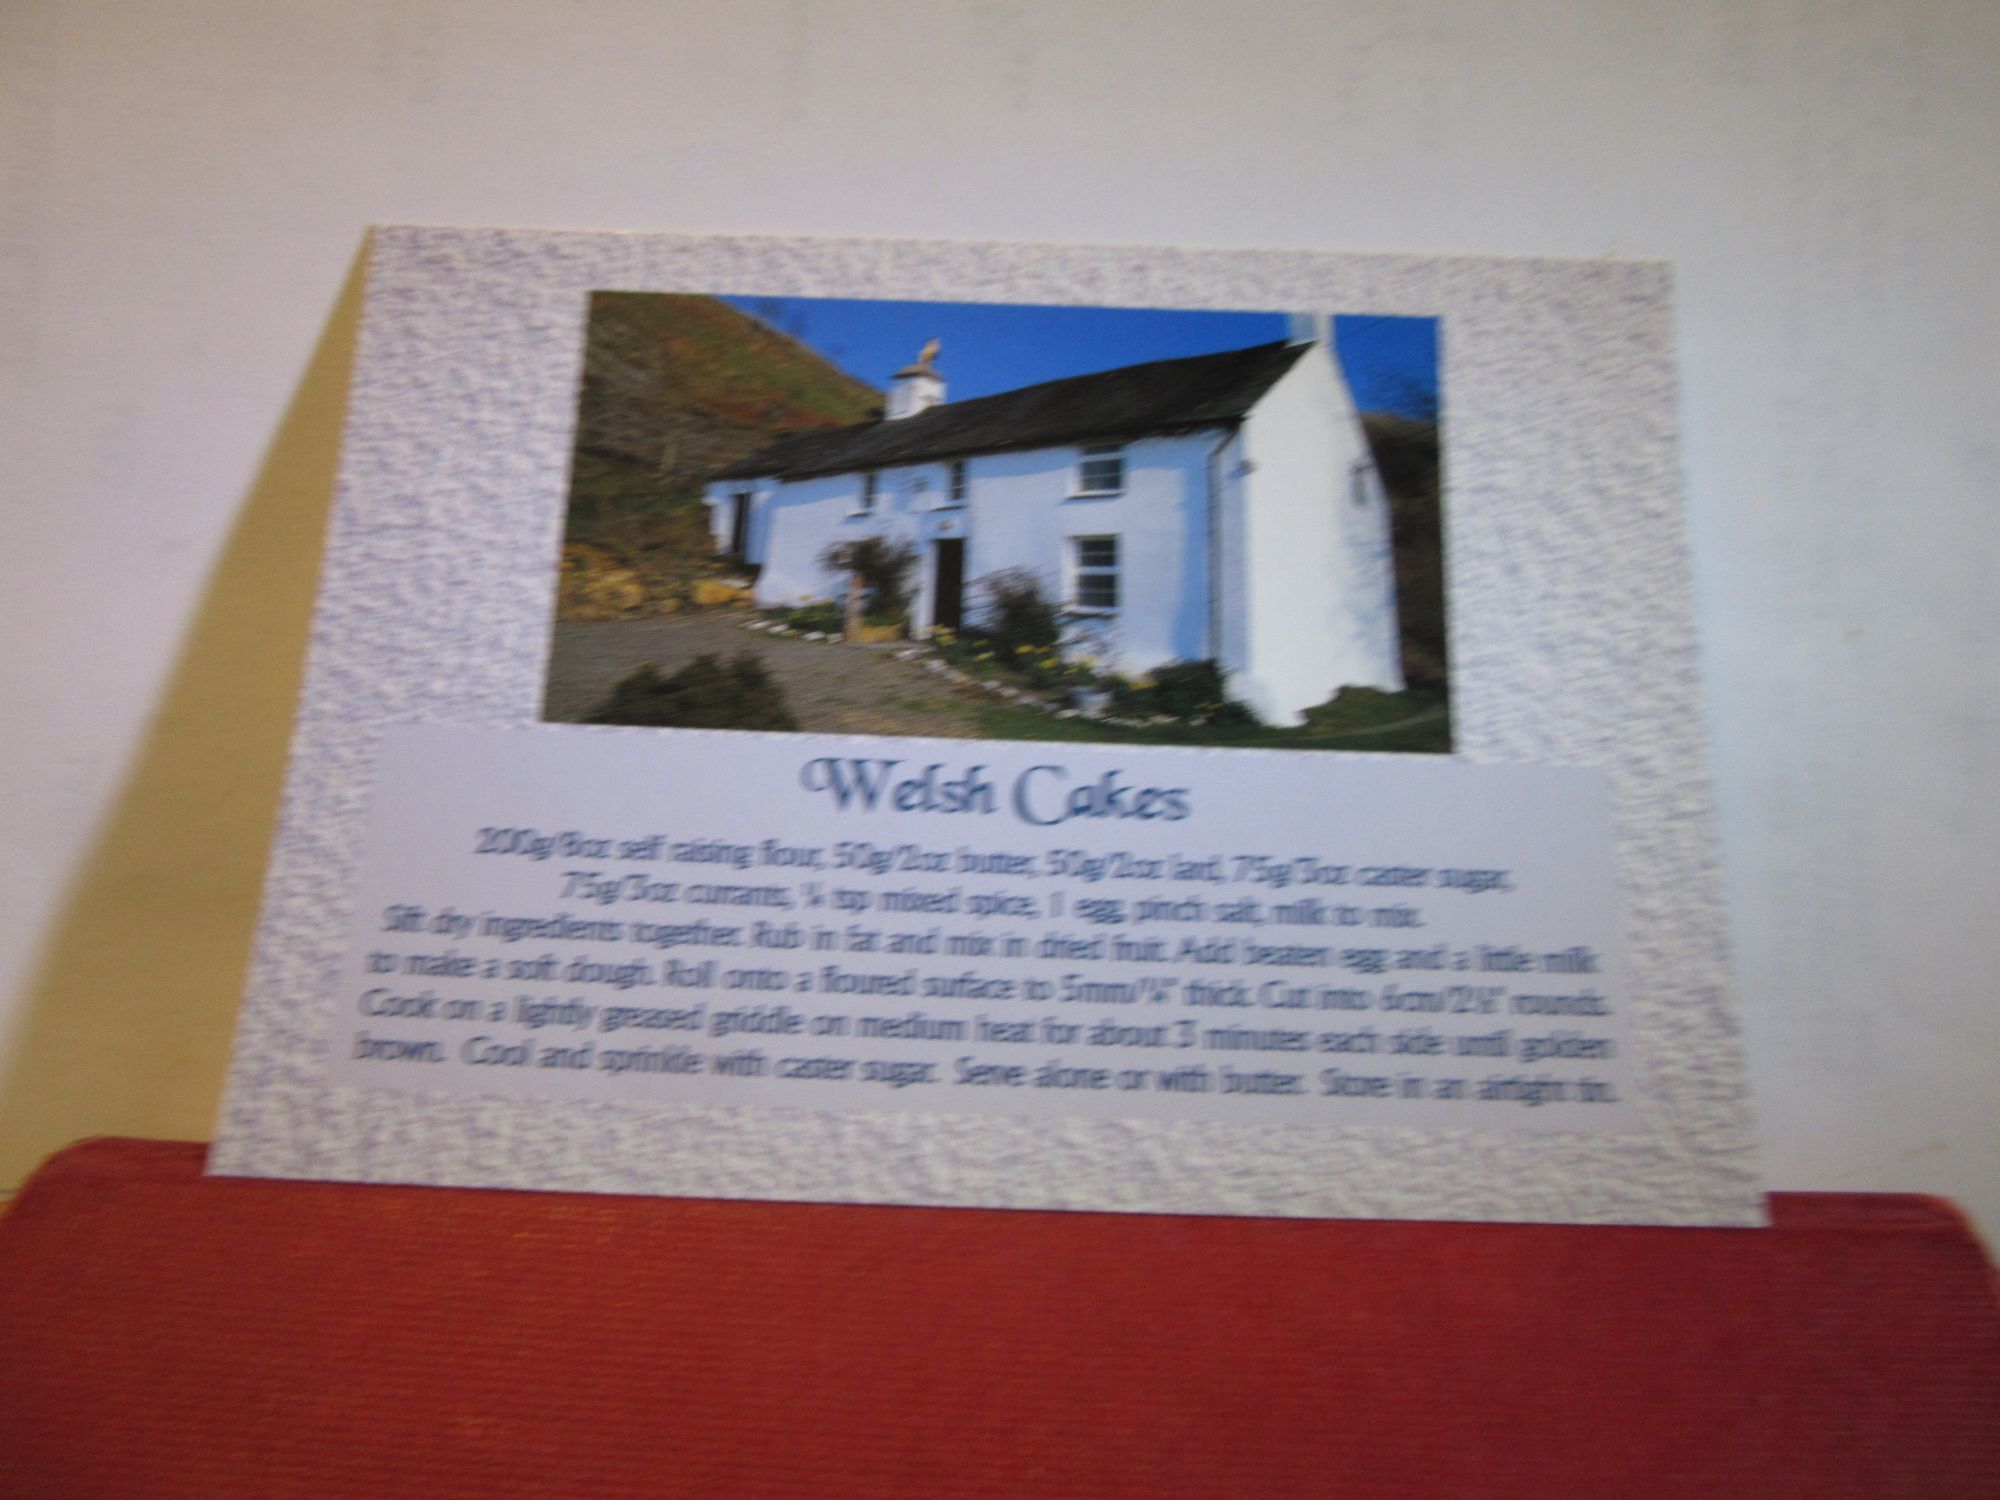 Welsh Cakes
200g/8oz self raising flour, 50g/2oz butter, 50g/2oz lard, 75g/3oz caster sugar,
75g/3oz currants, ¼ tsp mixed spice, 1 egg, pinch salt, milk to mix.
Sift dry ingredients together. Rub in fat and mix in dried fruit. Add beaten egg and a little milk
to make a soft dough. Roll onto a floured surface to 5mm/¼" thick. Cut into 6cm/2½" rounds.
Cook on a lightly greased griddle on medium heat for about 3 minutes each side until golden
brown. Cool and sprinkle with caster sugar. Serve alone or with butter. Store in an airtight tin.